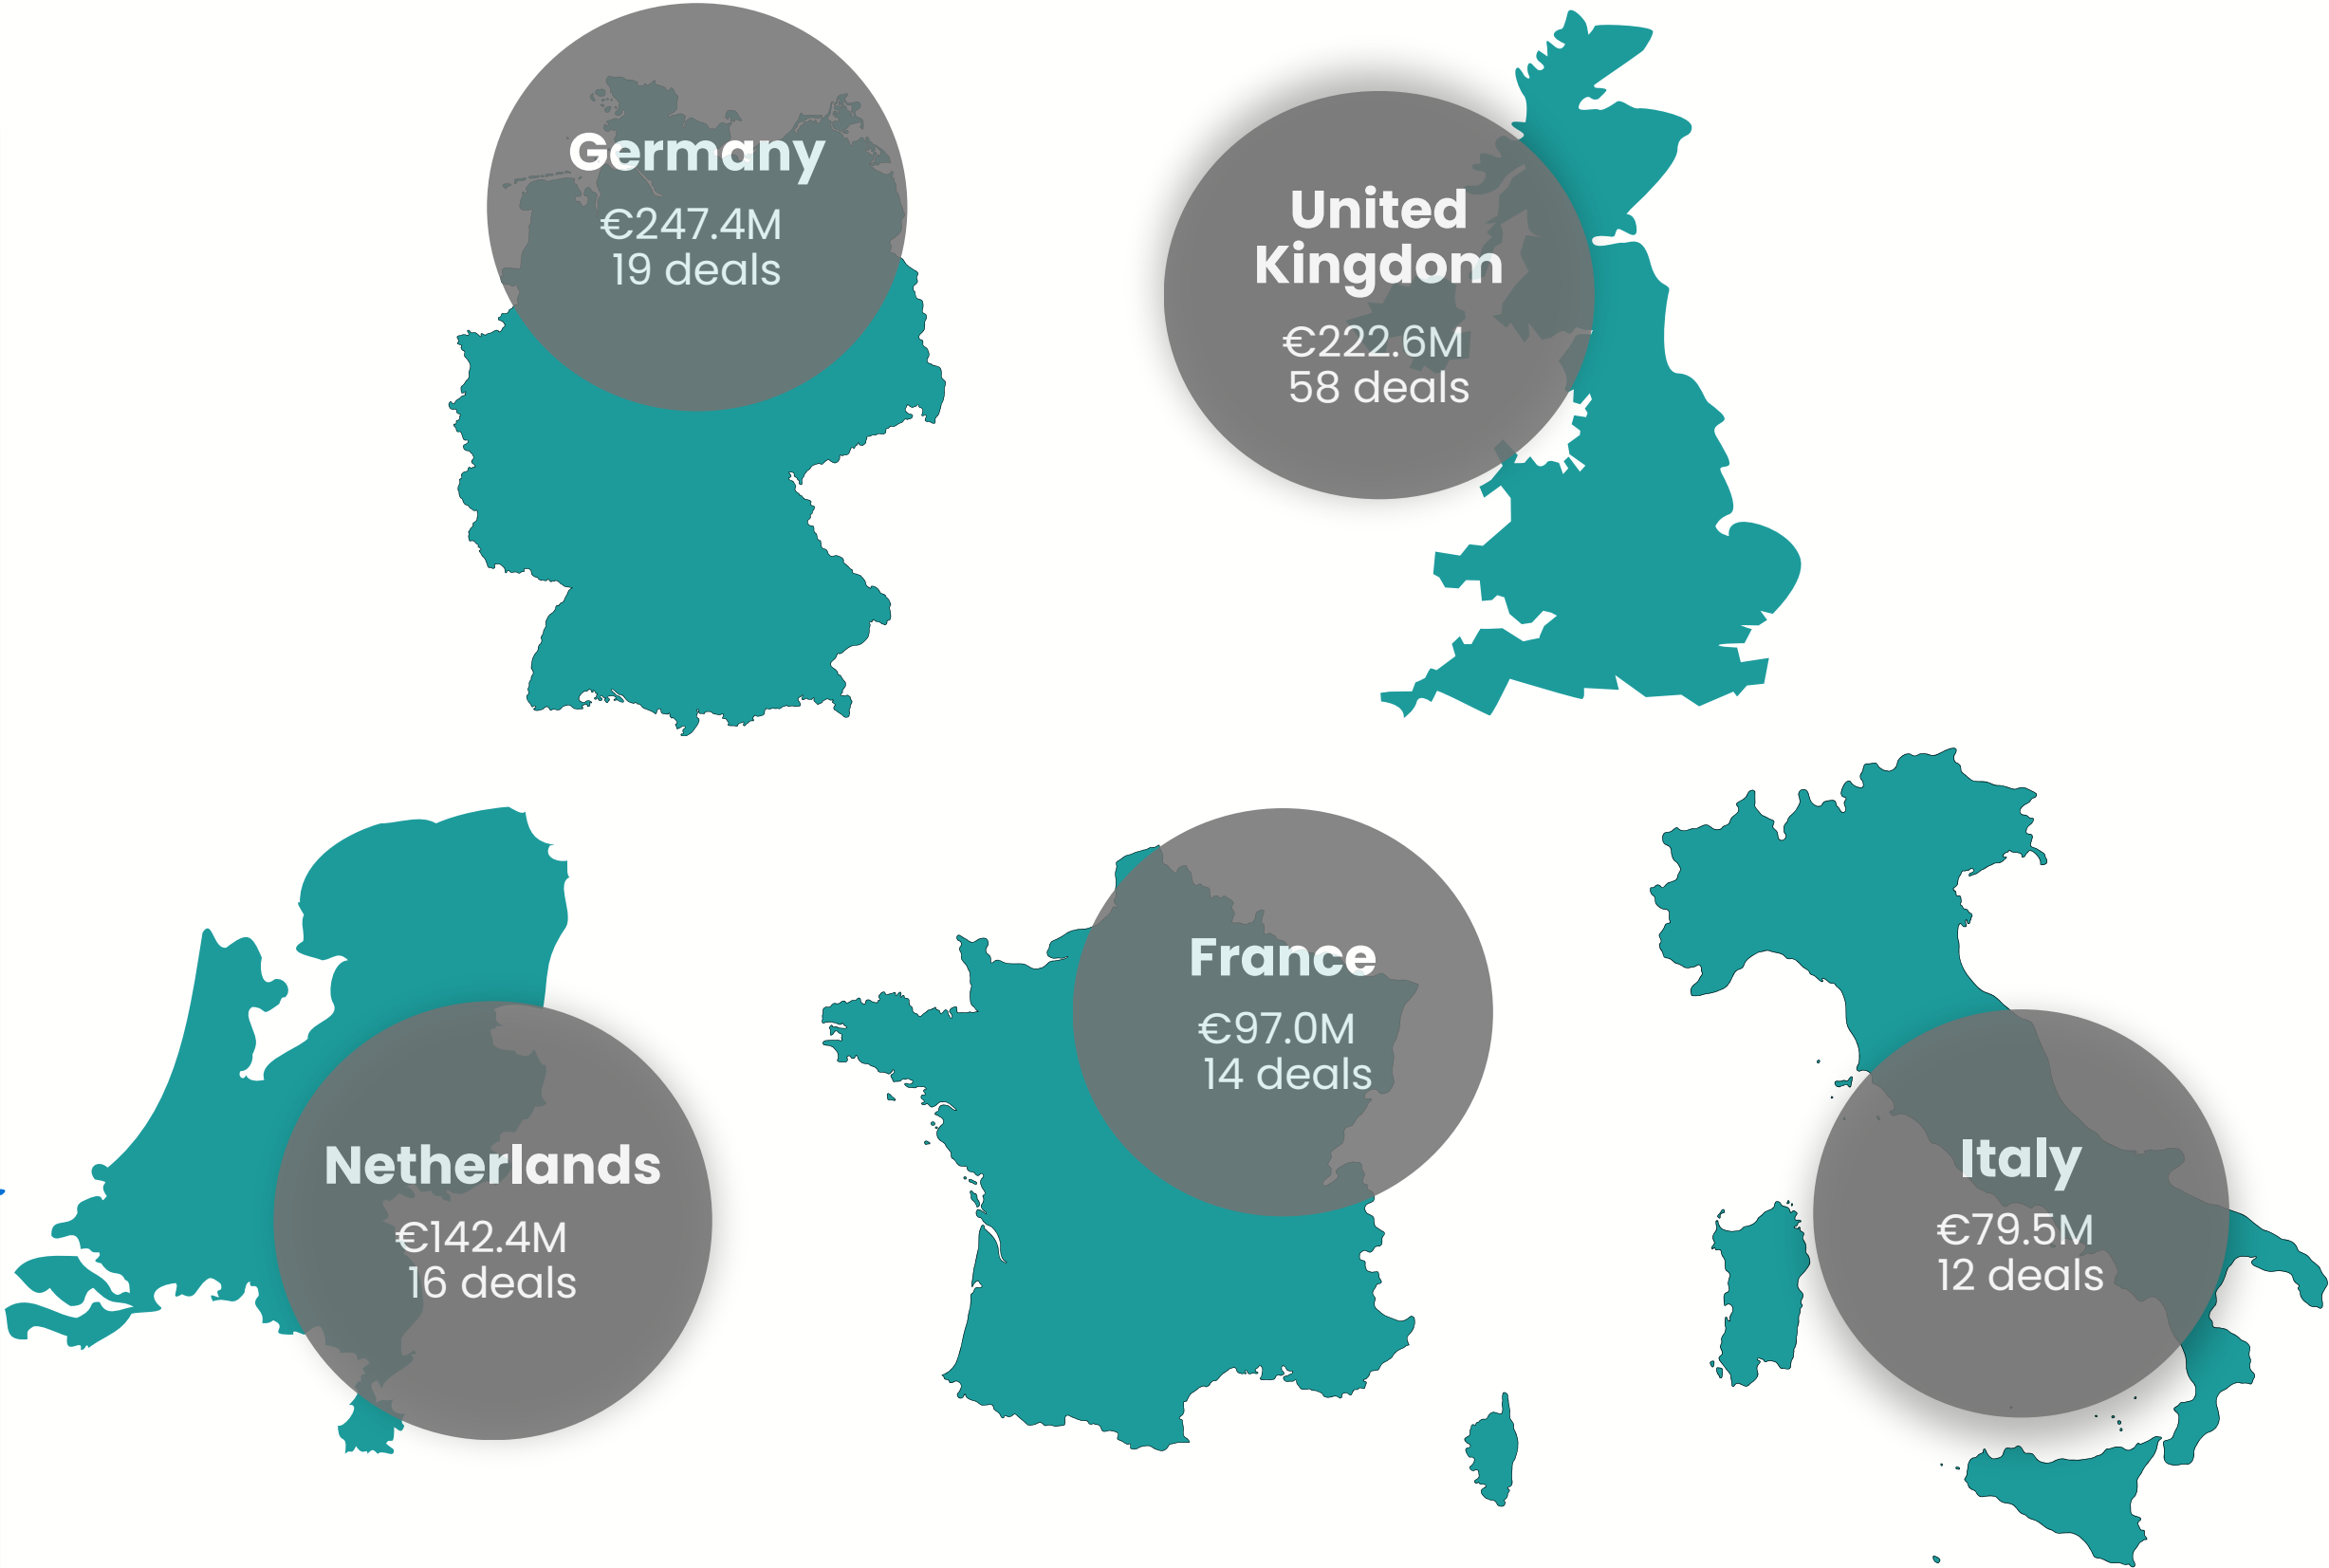 Germany
€247.4M
19 deals
United
Kingdom
€222.6M
58 deals
Netherlands
€142.4M
16 deals
France
€97.0M
14 deals
Italy
€79.5M
12 deals